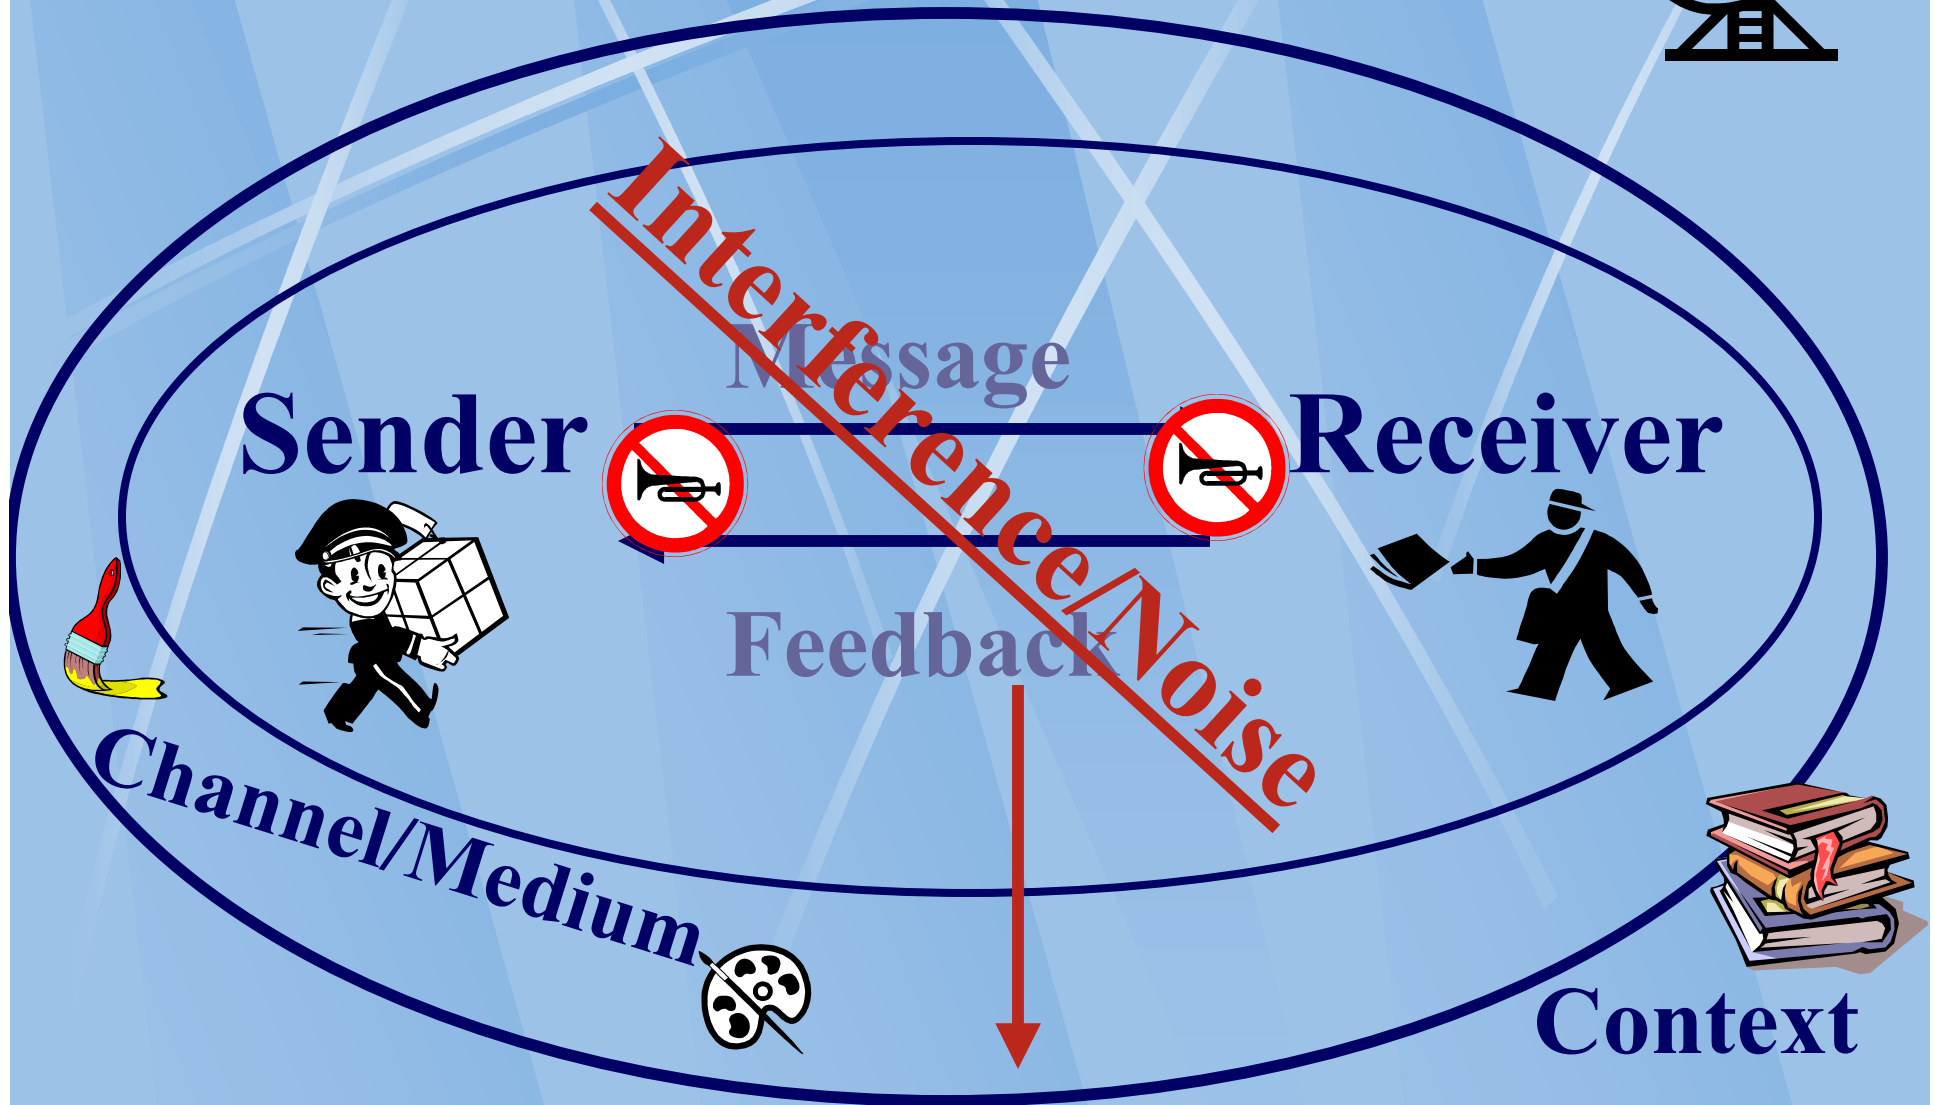 Interference/Noise
Message
Sender
Receiver
Feedback
Channel/Medium
Context